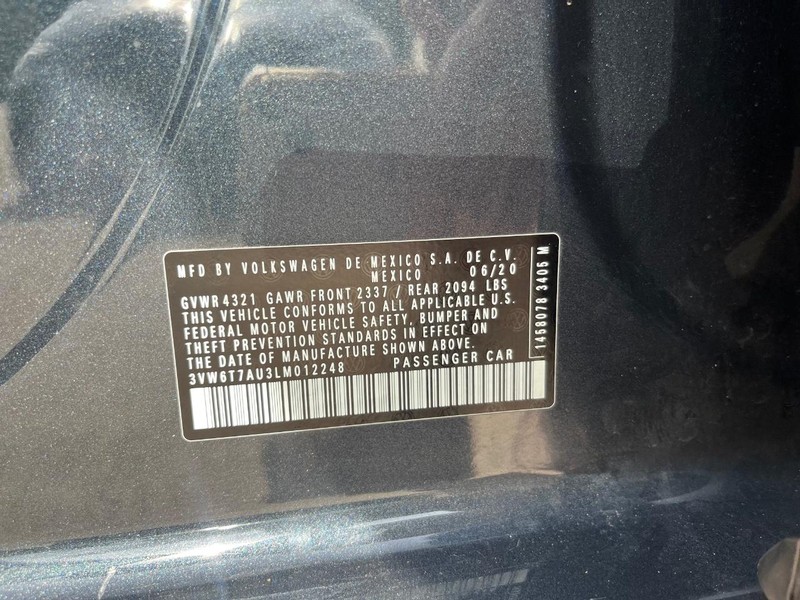 MFD BY VOLKSWAGEN DE MEXICO S.A. DE C.V.
MEXICO 06/20
GVWR 4321 GAWR FRONT 2337 / REAR 2094 LBS
THIS VEHICLE CONFORMS TO ALL APPLICABLE U.S.
FEDERAL MOTOR VEHICLE SAFETY, BUMPER AND
THEFT PREVENTION STANDARDS IN EFFECT ON
THE DATE OF MANUFACTURE SHOWN ABOVE.
3VW6T7AU3LM012248 PASSENGER CAR
1458078 3405 M